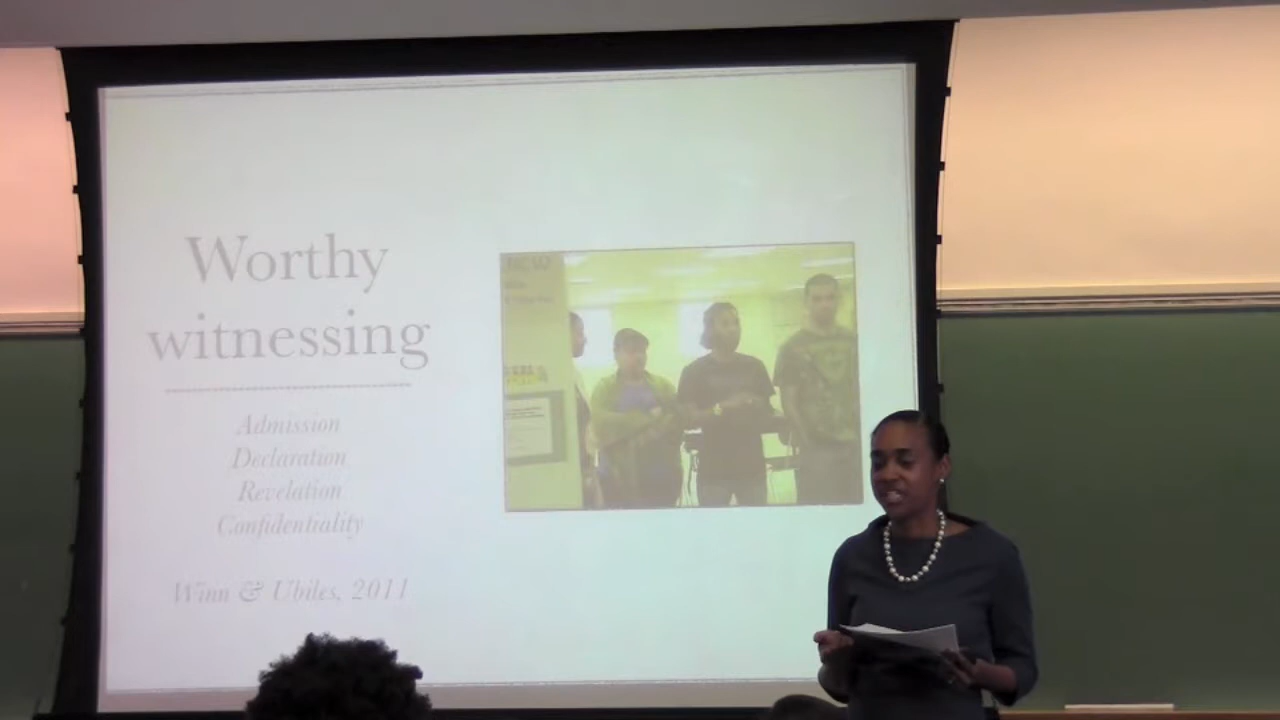 Worthy
witnessing
Admission
Declaration
Revelation
Confidentiality
Winn & Ubiles, 2011